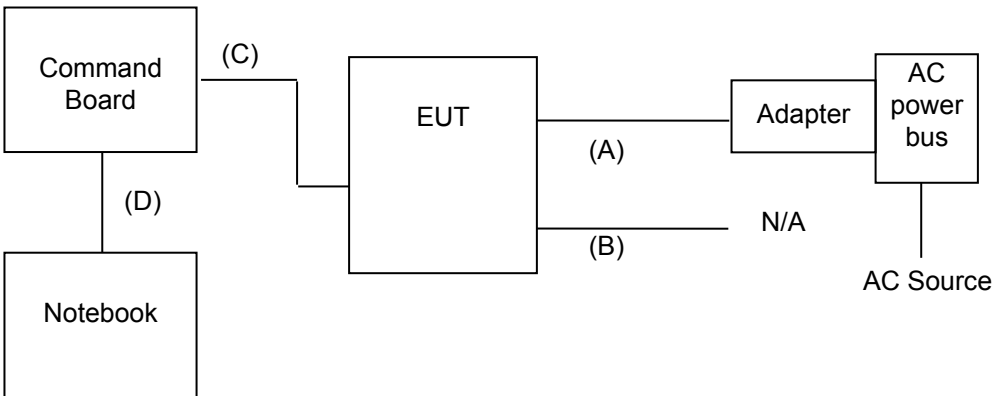 Command
Board
(C)
EUT
(A)
Adapter
AC
power
bus
(D)
(B)
N/A
AC Source
Notebook